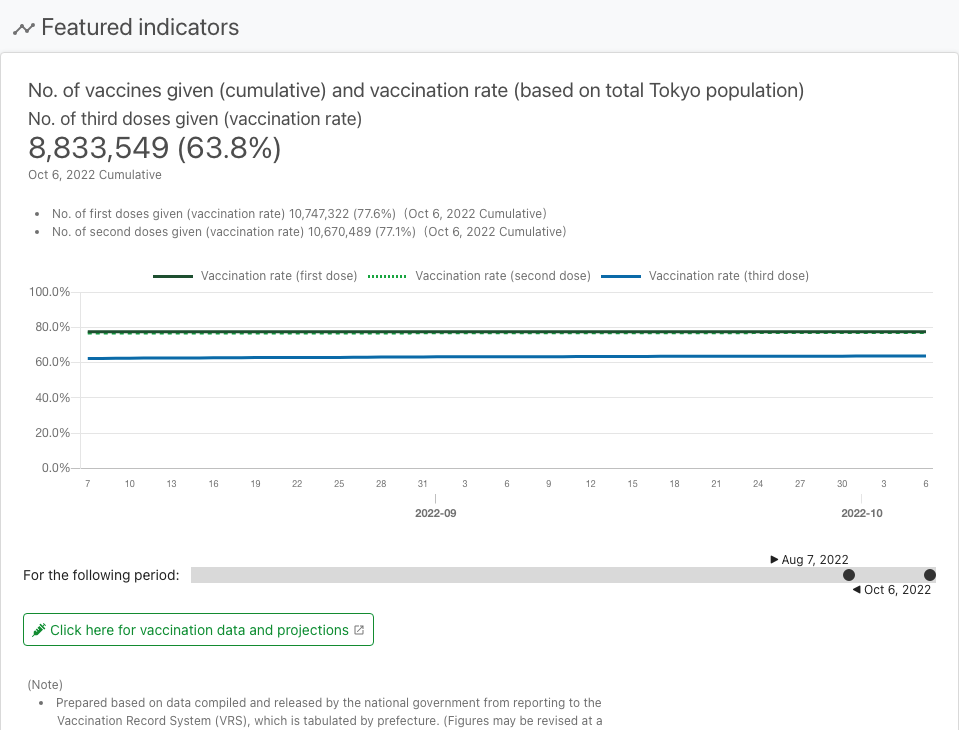 Featured indicators
No. of vaccines given (cumulative) and vaccination rate (based on total Tokyo population)
No. of third doses given (vaccination rate)
8,833,549 (63.8%)
Oct 6, 2022 Cumulative
• No. of first doses given (vaccination rate) 10,747,322 (77.6%) (Oct 6, 2022 Cumulative)
• No. of second doses given (vaccination rate) 10,670,489 (77.1%) (Oct 6, 2022 Cumulative)
Vaccination rate (first dose) Vaccination rate (second dose) Vaccination rate (third dose)
100.0%
80.0%
60.0%
40.0%
20.0%
0.0%
7 10 13 16 19 22 25 28 31 3 6 9 12 15 18 21 24 27 30 3 6
2022-09 2022-10
▶ Aug 7, 2022
For the following period:
◀ Oct 6, 2022
Click here for vaccination data and projections
(Note)
• Prepared based on data compiled and released by the national government from reporting to the
Vaccination Record System (VRS), which is tabulated by prefecture. (Figures may be revised at a